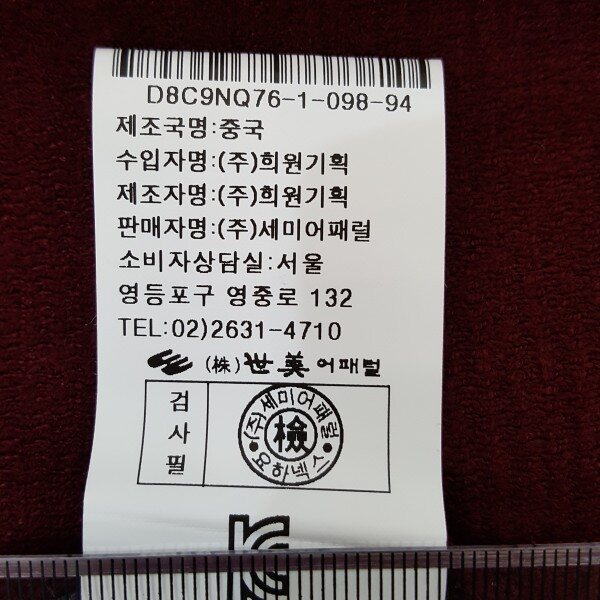 D8C9NQ76-1-098-94
제조국명:중국
수입자명:(주)희원기획
제조자명:(주)희원기획
판매자명:(주)세미어패럴
소비자상담실:서울
영등포구 영중로 132
TEL:02)2631-4710
(株)世美어패럴
검사필
(주)세미어패럴
檢
요하넥스